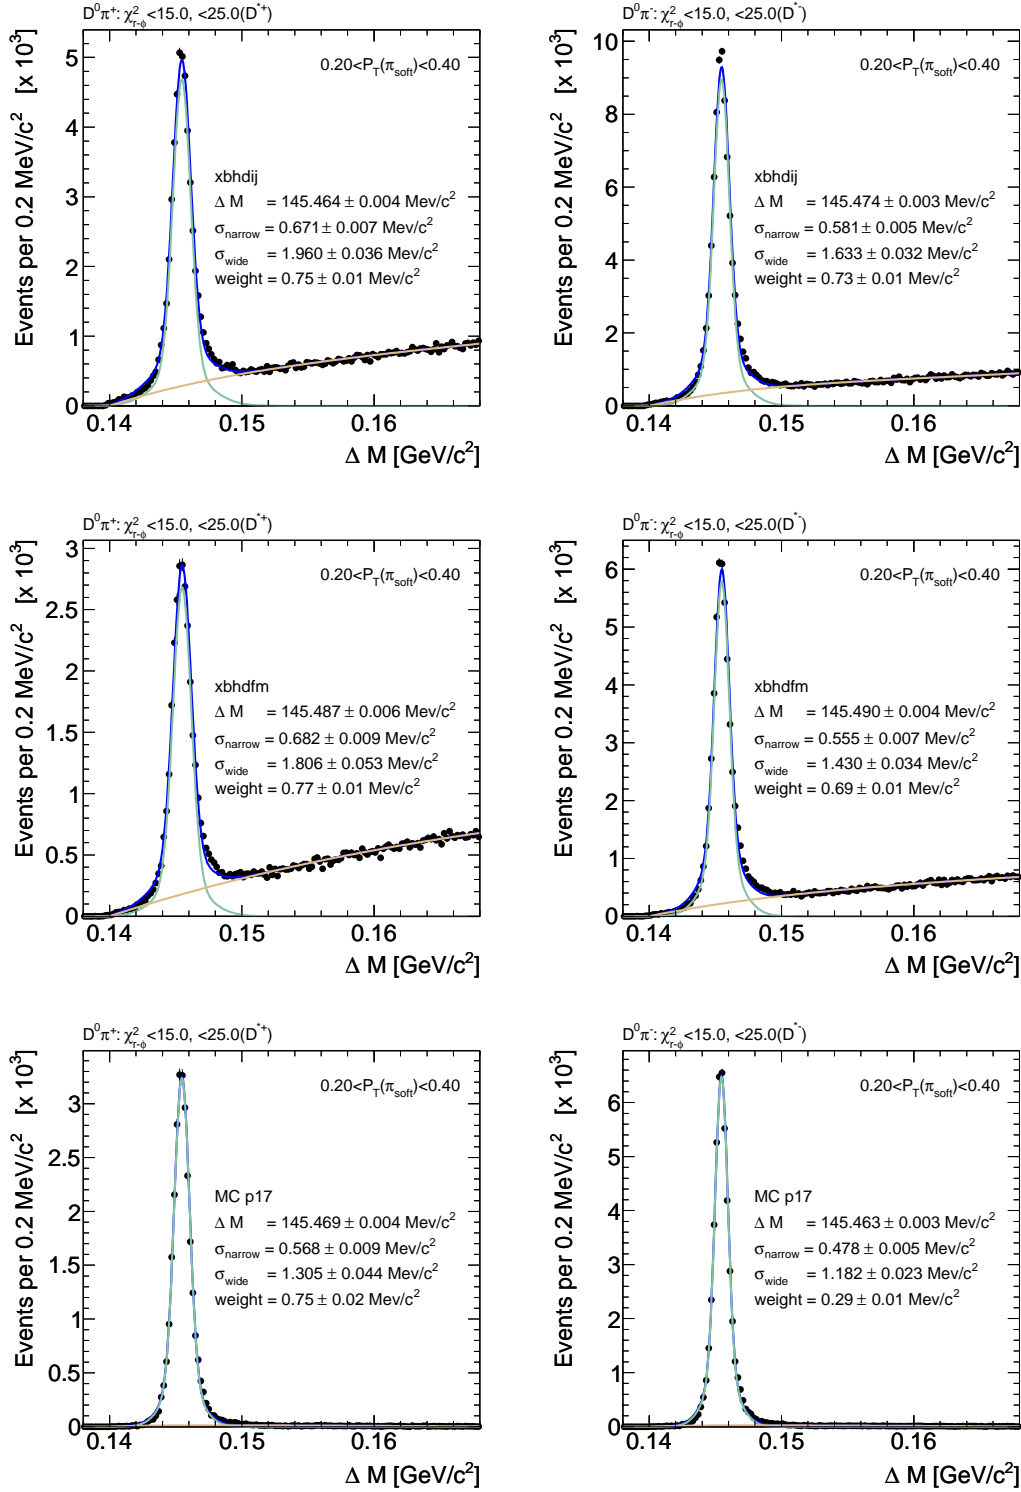 D⁰π⁺: χ²r-ϕ <15.0, <25.0(D*⁺)
Events per 0.2 MeV/c² [x 10³]
0.20<P_T(π_soft)<0.40
5
4
3
2
1
0
xbhdij
Δ M = 145.464 ± 0.004 Mev/c²
σnarrow = 0.671 ± 0.007 Mev/c²
σwide = 1.960 ± 0.036 Mev/c²
weight = 0.75 ± 0.01 Mev/c²
0.14 0.15 0.16
Δ M [GeV/c²]
D⁰π⁻: χ²r-ϕ <15.0, <25.0(D*⁻)
Events per 0.2 MeV/c² [x 10³]
0.20<P_T(π_soft)<0.40
10
8
6
4
2
0
xbhdij
Δ M = 145.474 ± 0.003 Mev/c²
σnarrow = 0.581 ± 0.005 Mev/c²
σwide = 1.633 ± 0.032 Mev/c²
weight = 0.73 ± 0.01 Mev/c²
0.14 0.15 0.16
Δ M [GeV/c²]
D⁰π⁺: χ²r-ϕ <15.0, <25.0(D*⁺)
Events per 0.2 MeV/c² [x 10³]
0.20<P_T(π_soft)<0.40
3
2.5
2
1.5
1
0.5
0
xbhdfm
Δ M = 145.487 ± 0.006 Mev/c²
σnarrow = 0.682 ± 0.009 Mev/c²
σwide = 1.806 ± 0.053 Mev/c²
weight = 0.77 ± 0.01 Mev/c²
0.14 0.15 0.16
Δ M [GeV/c²]
D⁰π⁻: χ²r-ϕ <15.0, <25.0(D*⁻)
Events per 0.2 MeV/c² [x 10³]
0.20<P_T(π_soft)<0.40
6
5
4
3
2
1
0
xbhdfm
Δ M = 145.490 ± 0.004 Mev/c²
σnarrow = 0.555 ± 0.007 Mev/c²
σwide = 1.430 ± 0.034 Mev/c²
weight = 0.69 ± 0.01 Mev/c²
0.14 0.15 0.16
Δ M [GeV/c²]
D⁰π⁺: χ²r-ϕ <15.0, <25.0(D*⁺)
Events per 0.2 MeV/c² [x 10³]
0.20<P_T(π_soft)<0.40
3
2.5
2
1.5
1
0.5
0
MC p17
Δ M = 145.469 ± 0.004 Mev/c²
σnarrow = 0.568 ± 0.009 Mev/c²
σwide = 1.305 ± 0.044 Mev/c²
weight = 0.75 ± 0.02 Mev/c²
0.14 0.15 0.16
Δ M [GeV/c²]
D⁰π⁻: χ²r-ϕ <15.0, <25.0(D*⁻)
Events per 0.2 MeV/c² [x 10³]
0.20<P_T(π_soft)<0.40
6
5
4
3
2
1
0
MC p17
Δ M = 145.463 ± 0.003 Mev/c²
σnarrow = 0.478 ± 0.005 Mev/c²
σwide = 1.182 ± 0.023 Mev/c²
weight = 0.29 ± 0.01 Mev/c²
0.14 0.15 0.16
Δ M [GeV/c²]